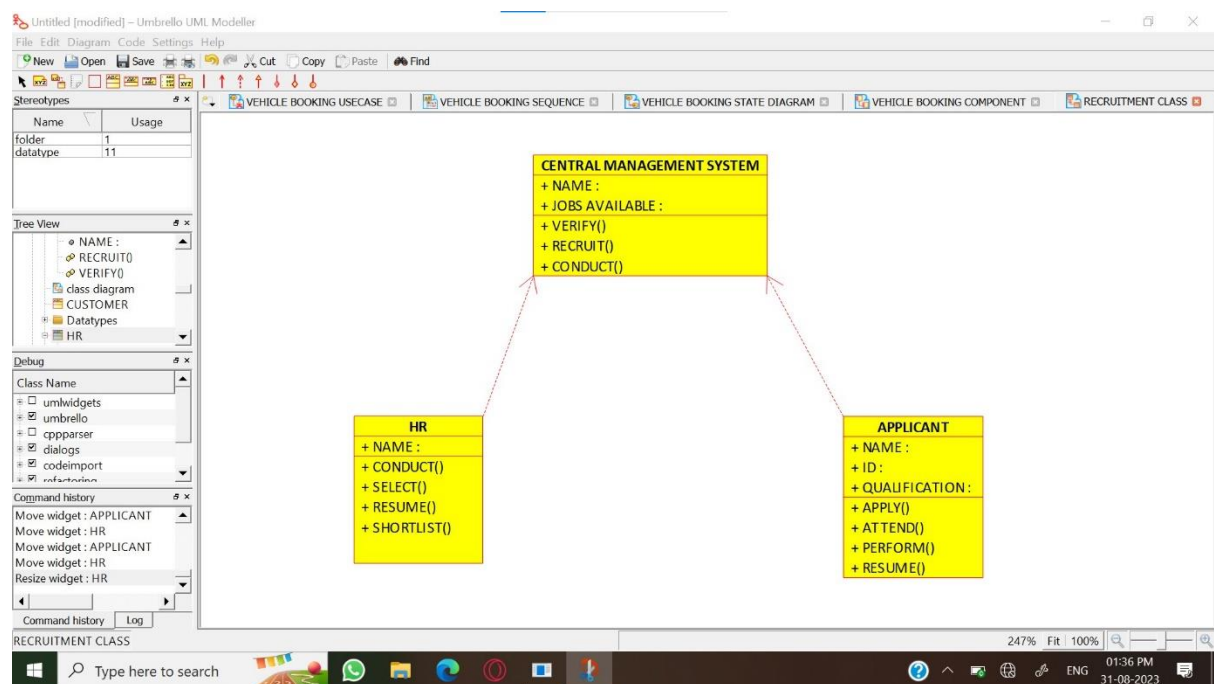 Untitled [modified] – Umbrello UML Modeller
File Edit Diagram Code Settings Help
New Open Save Cut Copy Paste Find
Stereotypes
VEHICLE BOOKING USECASE VEHICLE BOOKING SEQUENCE VEHICLE BOOKING STATE DIAGRAM VEHICLE BOOKING COMPONENT RECRUITMENT CLASS
Name Usage
folder 1
datatype 11
Tree View
NAME :
RECRUIT()
VERIFY()
class diagram
CUSTOMER
Datatypes
HR
Debug
Class Name
umlwidgets
umbrello
cppparser
dialogs
codeimport
refactoring
Command history
Move widget : APPLICANT
Move widget : HR
Move widget : APPLICANT
Move widget : HR
Resize widget : HR
Command history Log
CENTRAL MANAGEMENT SYSTEM
+ NAME :
+ JOBS AVAILABLE :
+ VERIFY()
+ RECRUIT()
+ CONDUCT()
HR
+ NAME :
+ CONDUCT()
+ SELECT()
+ RESUME()
+ SHORTLIST()
APPLICANT
+ NAME :
+ ID :
+ QUALIFICATION :
+ APPLY()
+ ATTEND()
+ PERFORM()
+ RESUME()
RECRUITMENT CLASS
247% Fit 100%
Type here to search
ENG
01:36 PM
31-08-2023